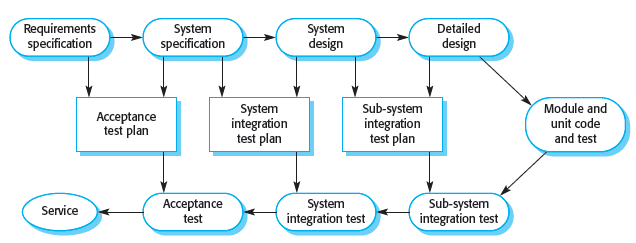 Requirements
specification
System
specification
System
design
Detailed
design
Acceptance
test plan
System
integration
test plan
Sub-system
integration
test plan
Module and
unit code
and test
Service
Acceptance
test
System
integration test
Sub-system
integration test